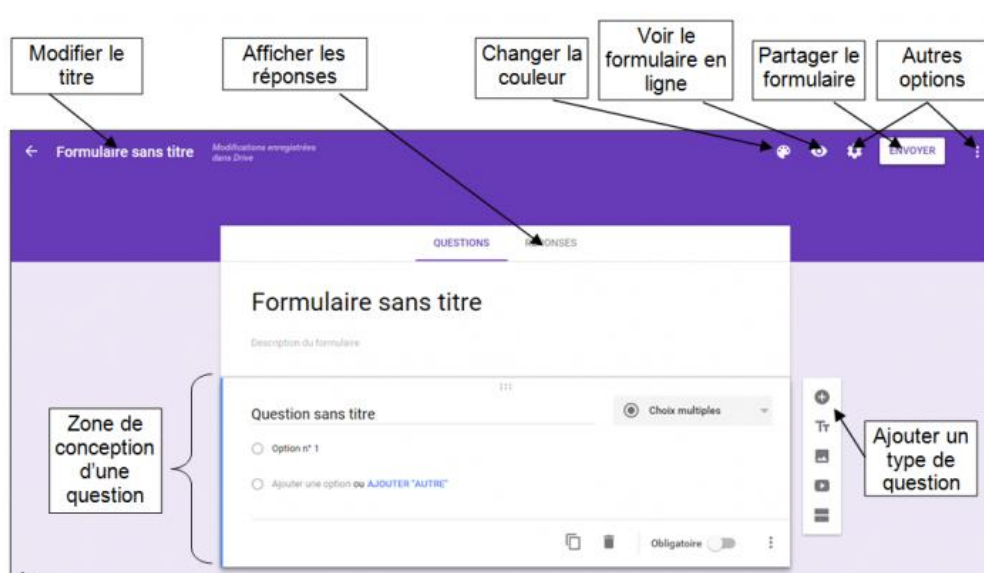 Modifier le
titre
Afficher les
réponses
Changer la
couleur
Voir le
formulaire en
ligne
Partager le
formulaire
Autres
options
Formulaire sans titre
Modifications enregistrées
dans Drive
ENVOYER
QUESTIONS
RÉPONSES
Formulaire sans titre
Description du formulaire
Zone de
conception
d'une
question
Question sans titre
Choix multiples
Option n° 1
Ajouter une option ou AJOUTER "AUTRE"
Obligatoire
Tт
Ajouter un
type de
question